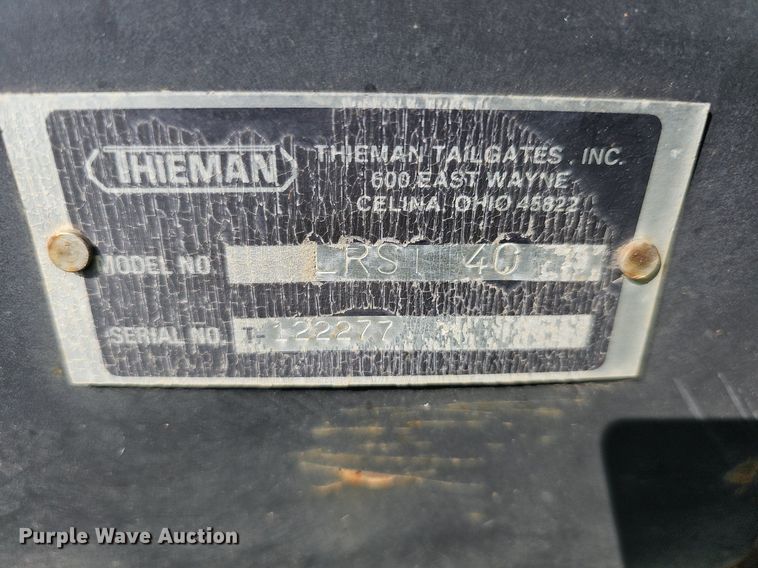 THIEMAN
THIEMAN TAILGATES, INC.
600 EAST WAYNE
CELINA, OHIO 45822
MODEL NO. LRST 40
SERIAL NO. T-122277
Purple Wave Auction